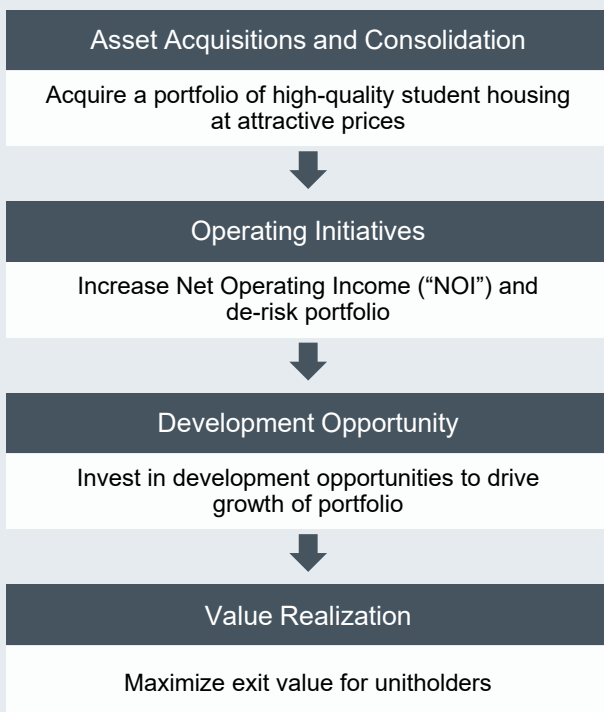 Asset Acquisitions and Consolidation
Acquire a portfolio of high-quality student housing
at attractive prices
Operating Initiatives
Increase Net Operating Income (“NOI”) and
de-risk portfolio
Development Opportunity
Invest in development opportunities to drive
growth of portfolio
Value Realization
Maximize exit value for unitholders